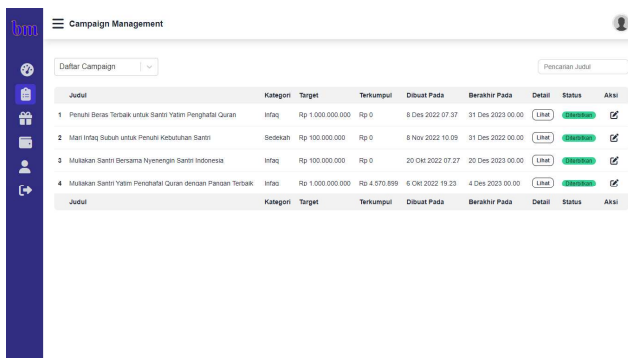 bm
Campaign Management
Daftar Campaign
Pencarian Judul
Judul Kategori Target Terkumpul Dibuat Pada Berakhir Pada Detail Status Aksi
1 Penuhi Beras Terbaik untuk Santri Yatim Penghafal Quran Infaq Rp 1.000.000.000 Rp 0 8 Des 2022 07.37 31 Des 2023 00.00 Lihat Diterbitkan
2 Mari Infaq Subuh untuk Penuhi Kebutuhan Santri Sedekah Rp 100.000.000 Rp 0 8 Nov 2022 10.09 31 Des 2022 00.00 Lihat Diterbitkan
3 Muliakan Santri Bersama Nyenengin Santri Indonesia Infaq Rp 100.000.000 Rp 0 20 Okt 2022 07.27 20 Des 2023 00.00 Lihat Diterbitkan
4 Muliakan Santri Yatim Penghafal Quran dengan Pangan Terbaik Infaq Rp 1.000.000.000 Rp 4.570.899 6 Okt 2022 19.23 4 Des 2023 00.00 Lihat Diterbitkan
Judul Kategori Target Terkumpul Dibuat Pada Berakhir Pada Detail Status Aksi